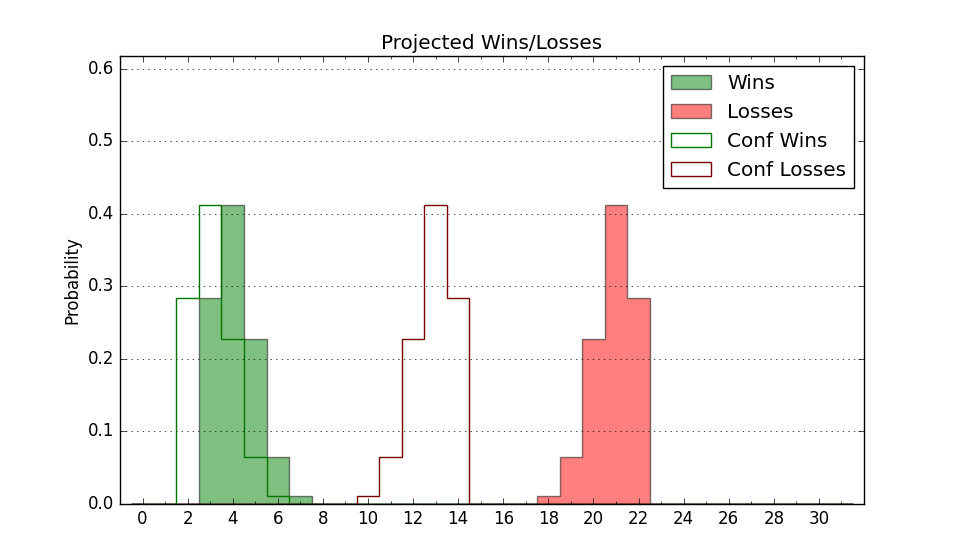 Projected Wins/Losses
0.6
0.5
0.4
0.3
0.2
0.1
0.0
Probability
Wins
Losses
Conf Wins
Conf Losses
0 2 4 6 8 10 12 14 16 18 20 22 24 26 28 30